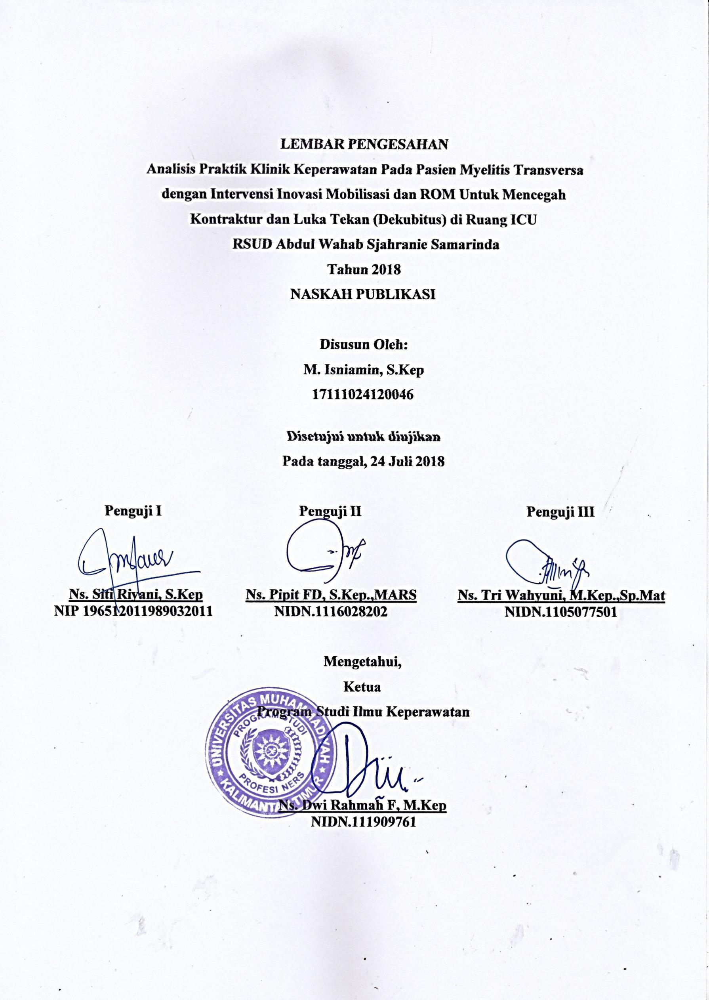 LEMBAR PENGESAHAN
Analisis Praktik Klinik Keperawatan Pada Pasien Myelitis Transversa
dengan Intervensi Inovasi Mobilisasi dan ROM Untuk Mencegah
Kontraktur dan Luka Tekan (Dekubitus) di Ruang ICU
RSUD Abdul Wahab Sjahranie Samarinda
Tahun 2018
NASKAH PUBLIKASI
Disusun Oleh:
M. Isniamin, S.Kep
17111024120046
Disetujui untuk diujikan
Pada tanggal, 24 Juli 2018
Penguji I
Penguji II
Penguji III
Ns. Siti Riyani, S.Kep
NIP 196512011989032011
Ns. Pipit FD, S.Kep.,MARS
NIDN.1116028202
Ns. Tri Wahyuni, M.Kep.,Sp.Mat
NIDN.1105077501
Mengetahui,
Ketua
Program Studi Ilmu Keperawatan
UNIVERSITAS MUHAMMADIYAH
KALIMANTAN TIMUR
PROGRAM STUDI
PROFESI NERS
Ns. Dwi Rahmah F, M.Kep
NIDN.111909761